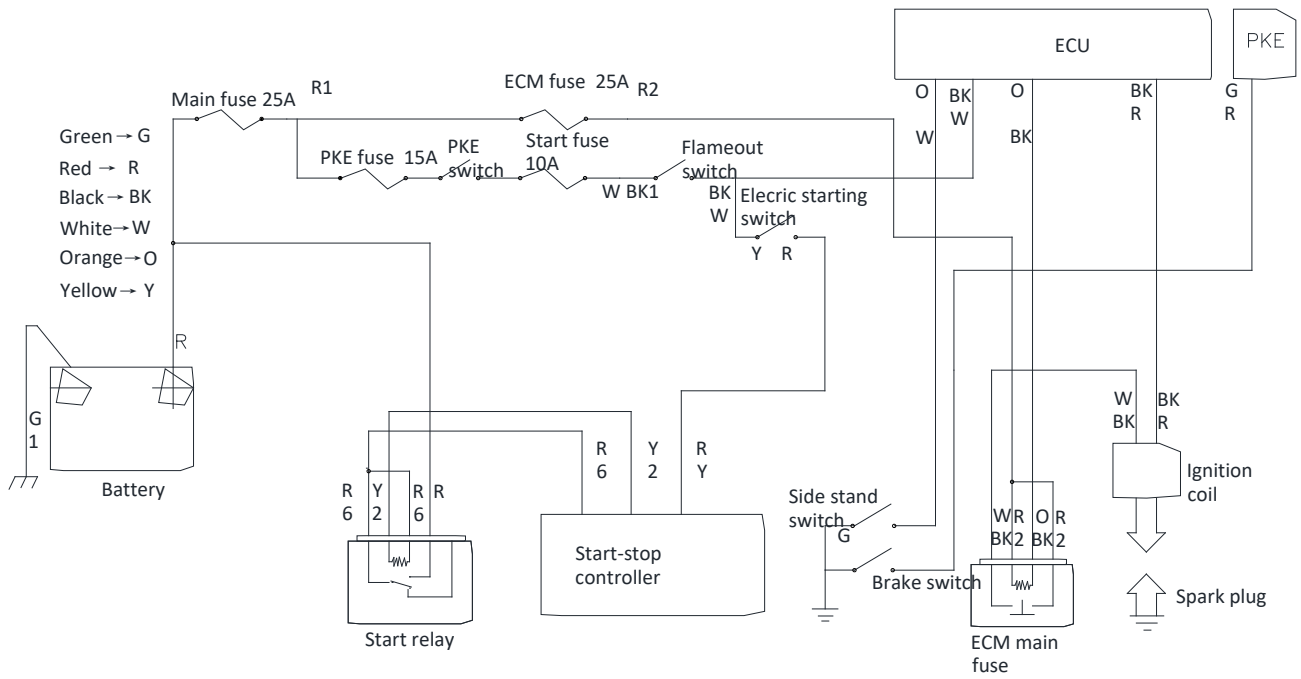 ECU
PKE
Main fuse 25A
R1
ECM fuse 25A
R2
O
W
BK
W
O
BK
BK
R
G
R
Green→G
Red → R
Black→BK
White→W
Orange→O
Yellow→ Y
PKE fuse 15A
PKE
switch
Start fuse
10A
W BK1
Flameout
switch
BK
W
Elecric starting
switch
Y R
R
G
1
Battery
R
6
Y
2
R
Y
R
6
Y
2
R
6
R
Start relay
Start-stop
controller
Side stand
switch
G
Brake switch
W
BK
BK
R
Ignition
coil
W
BK
R
2
O
BK
R
2
ECM main
fuse
Spark plug